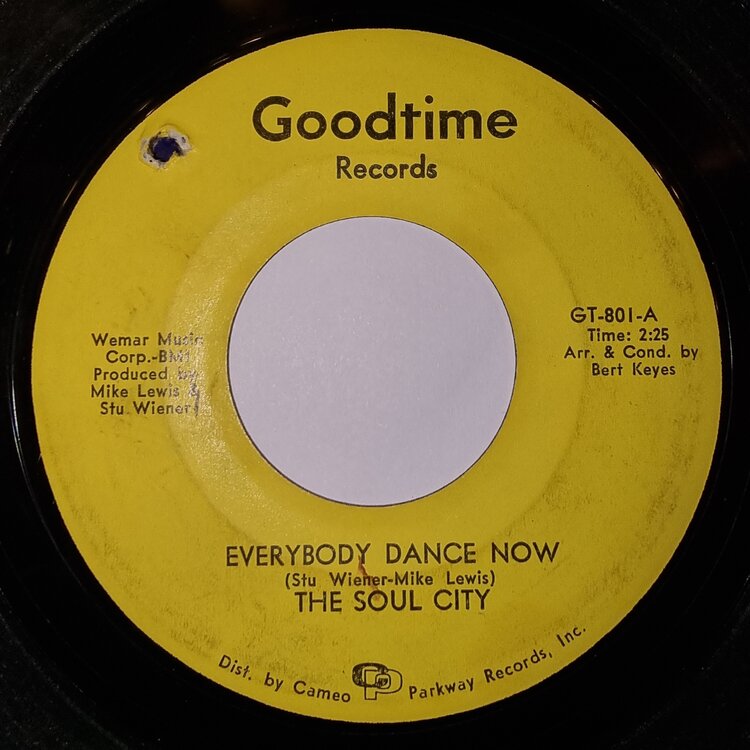 Goodtime
Records
Wemar Music
Corp.-BMI
Produced by
Mike Lewis &
Stu Wiener
GT-801-A
Time: 2:25
Arr. & Cond. by
Bert Keyes
EVERYBODY DANCE NOW
(Stu Wiener-Mike Lewis)
THE SOUL CITY
Dist. by Cameo CP Parkway Records, Inc.